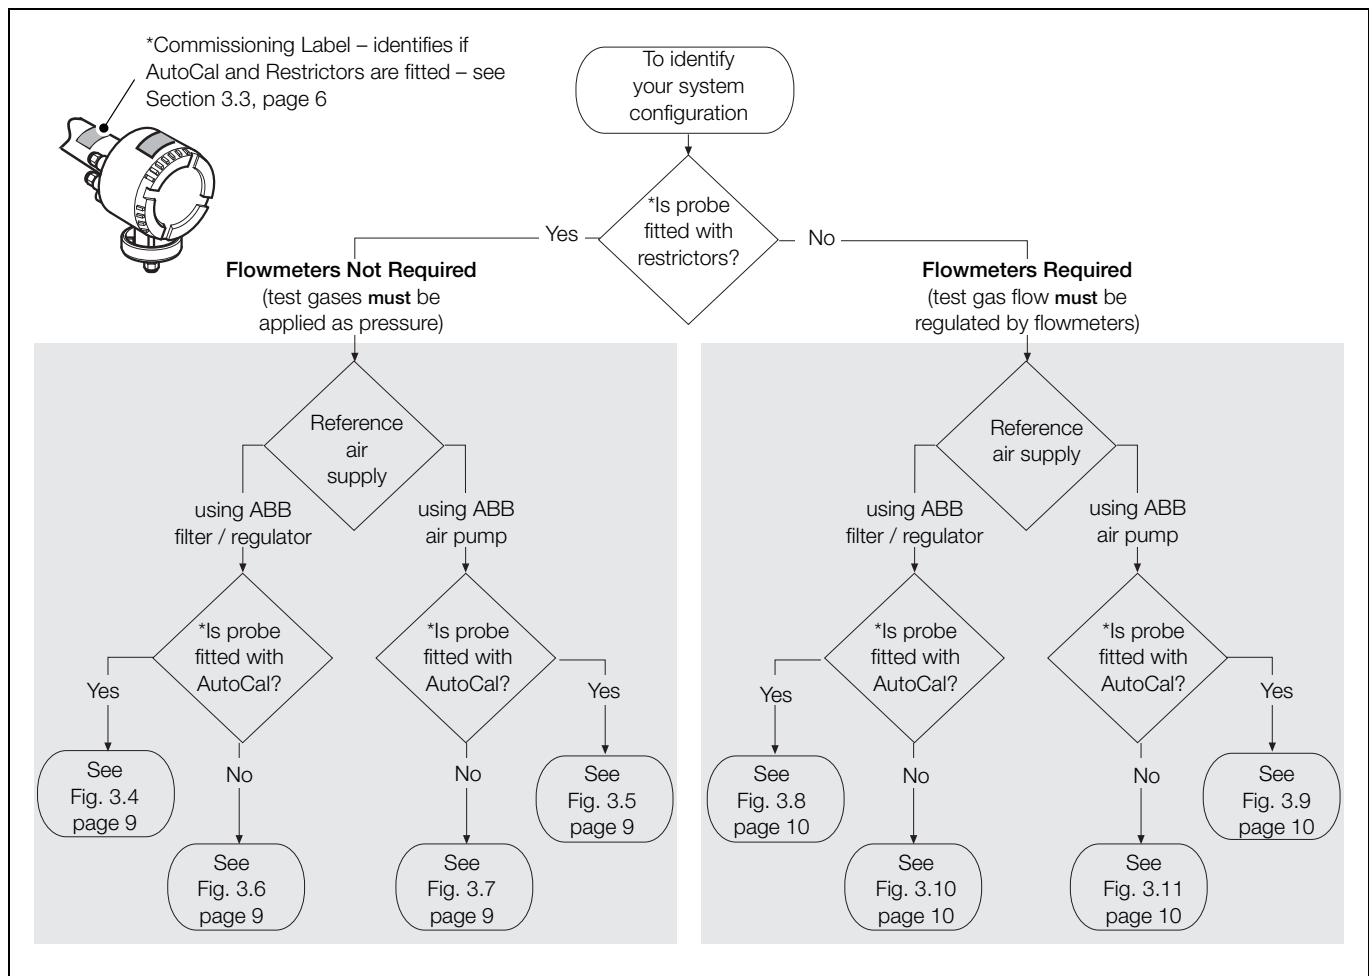 *Commissioning Label – identifies if
AutoCal and Restrictors are fitted – see
Section 3.3, page 6
To identify
your system
configuration
*Is probe
fitted with
restrictors?
Yes
No
Flowmeters Not Required
(test gases must be
applied as pressure)
Flowmeters Required
(test gas flow must be
regulated by flowmeters)
Reference
air
supply
using ABB
filter / regulator
using ABB
air pump
*Is probe
fitted with
AutoCal?
*Is probe
fitted with
AutoCal?
Yes
Yes
No
No
See
Fig. 3.4
page 9
See
Fig. 3.5
page 9
See
Fig. 3.6
page 9
See
Fig. 3.7
page 9
Reference
air supply
using ABB
filter / regulator
using ABB
air pump
*Is probe
fitted with
AutoCal?
*Is probe
fitted with
AutoCal?
Yes
Yes
No
No
See
Fig. 3.8
page 10
See
Fig. 3.9
page 10
See
Fig. 3.10
page 10
See
Fig. 3.11
page 10